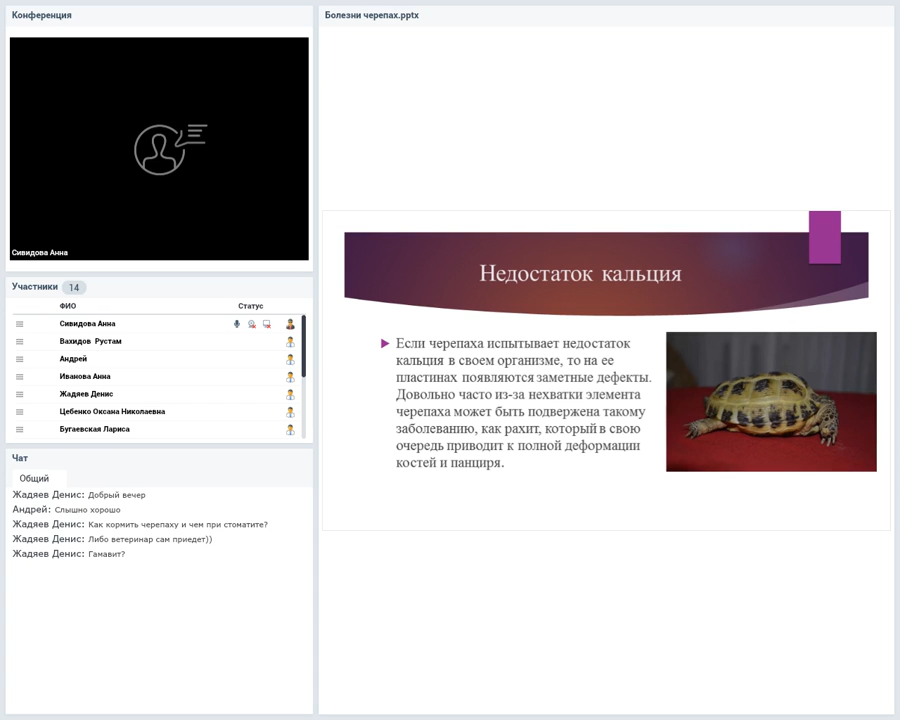 Конференция
Сивидова Анна
Участники 14
ФИО Статус
Сивидова Анна
Вахидов Рустам
Андрей
Иванова Анна
Жадяев Денис
Цебенко Оксана Николаевна
Бугаевская Лариса
Чат
Общий
Жадяев Денис: Добрый вечер
Андрей: Слышно хорошо
Жадяев Денис: Как кормить черепаху и чем при стоматите?
Жадяев Денис: Либо ветеринар сам приедет))
Жадяев Денис: Гамавит?
Болезни черепах.pptx
Недостаток кальция
Если черепаха испытывает недостаток
кальция в своем организме, то на ее
пластинах появляются заметные дефекты.
Довольно часто из-за нехватки элемента
черепаха может быть подвержена такому
заболеванию, как рахит, который в свою
очередь приводит к полной деформации
костей и панциря.